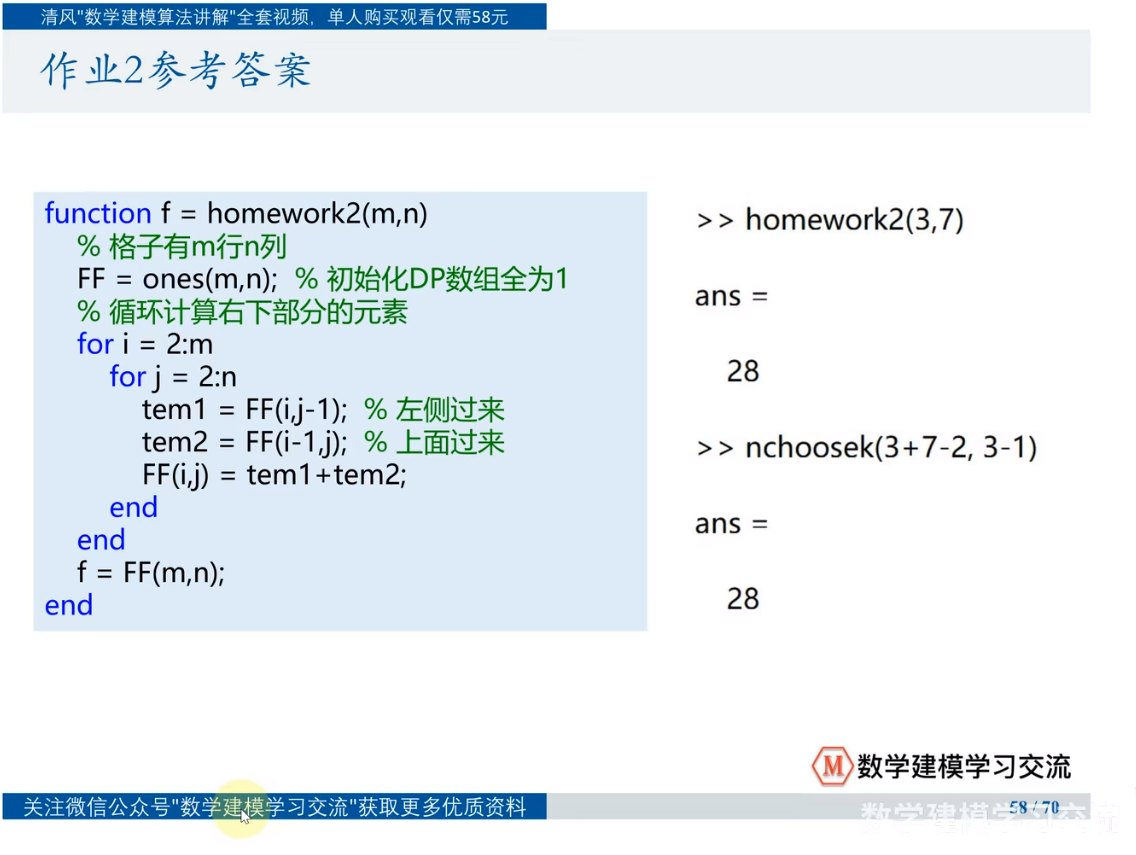 清风"数学建模算法讲解"全套视频，单人购买观看仅需58元
作业2参考答案
function f = homework2(m,n)
% 格子有m行n列
FF = ones(m,n); % 初始化DP数组全为1
% 循环计算右下部分的元素
for i = 2:m
for j = 2:n
tem1 = FF(i,j-1); % 左侧过来
tem2 = FF(i-1,j); % 上面过来
FF(i,j) = tem1+tem2;
end
end
f = FF(m,n);
end
>> homework2(3,7)
ans =
28
>> nchoosek(3+7-2, 3-1)
ans =
28
M 数学建模学习交流
关注微信公众号"数学建模学习交流"获取更多优质资料
58 / 70
数学建模学习交流